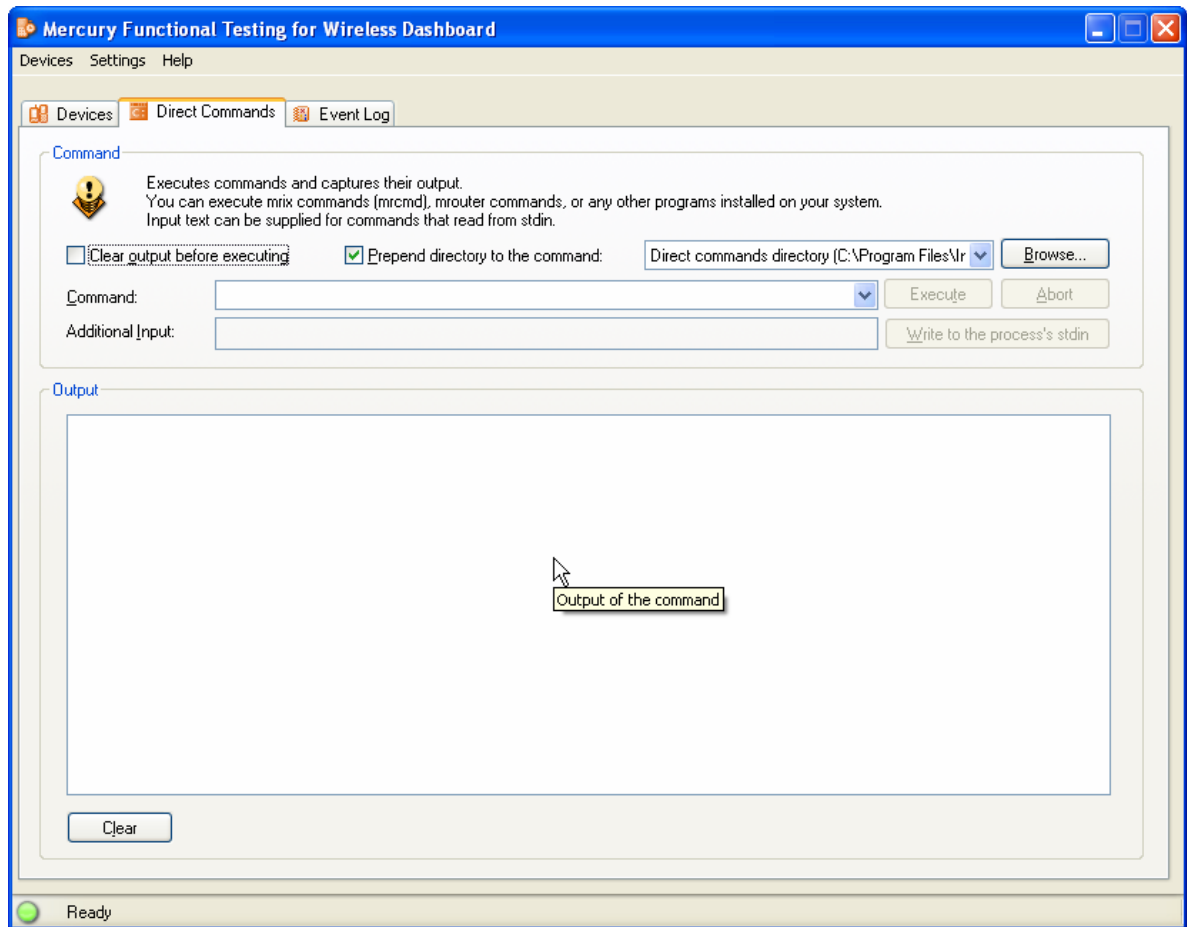 Mercury Functional Testing for Wireless Dashboard
Devices Settings Help
Devices Direct Commands Event Log
Command
Executes commands and captures their output.
You can execute mrix commands (mrcmd), mrouter commands, or any other programs installed on your system.
Input text can be supplied for commands that read from stdin.
Clear output before executing Prepend directory to the command: Direct commands directory (C:\Program Files\Ir Browse...
Command: Execute Abort
Additional Input: Write to the process's stdin
Output
Output of the command
Clear
Ready